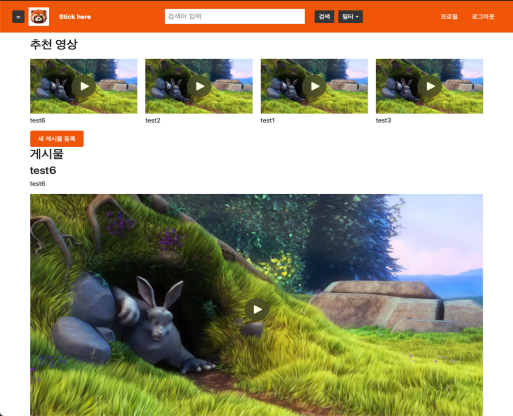 Stick here
검색어 입력
검색
필터
프로필
로그아웃
추천 영상
test6
test2
test1
test3
새 게시물 등록
게시물
test6
test6